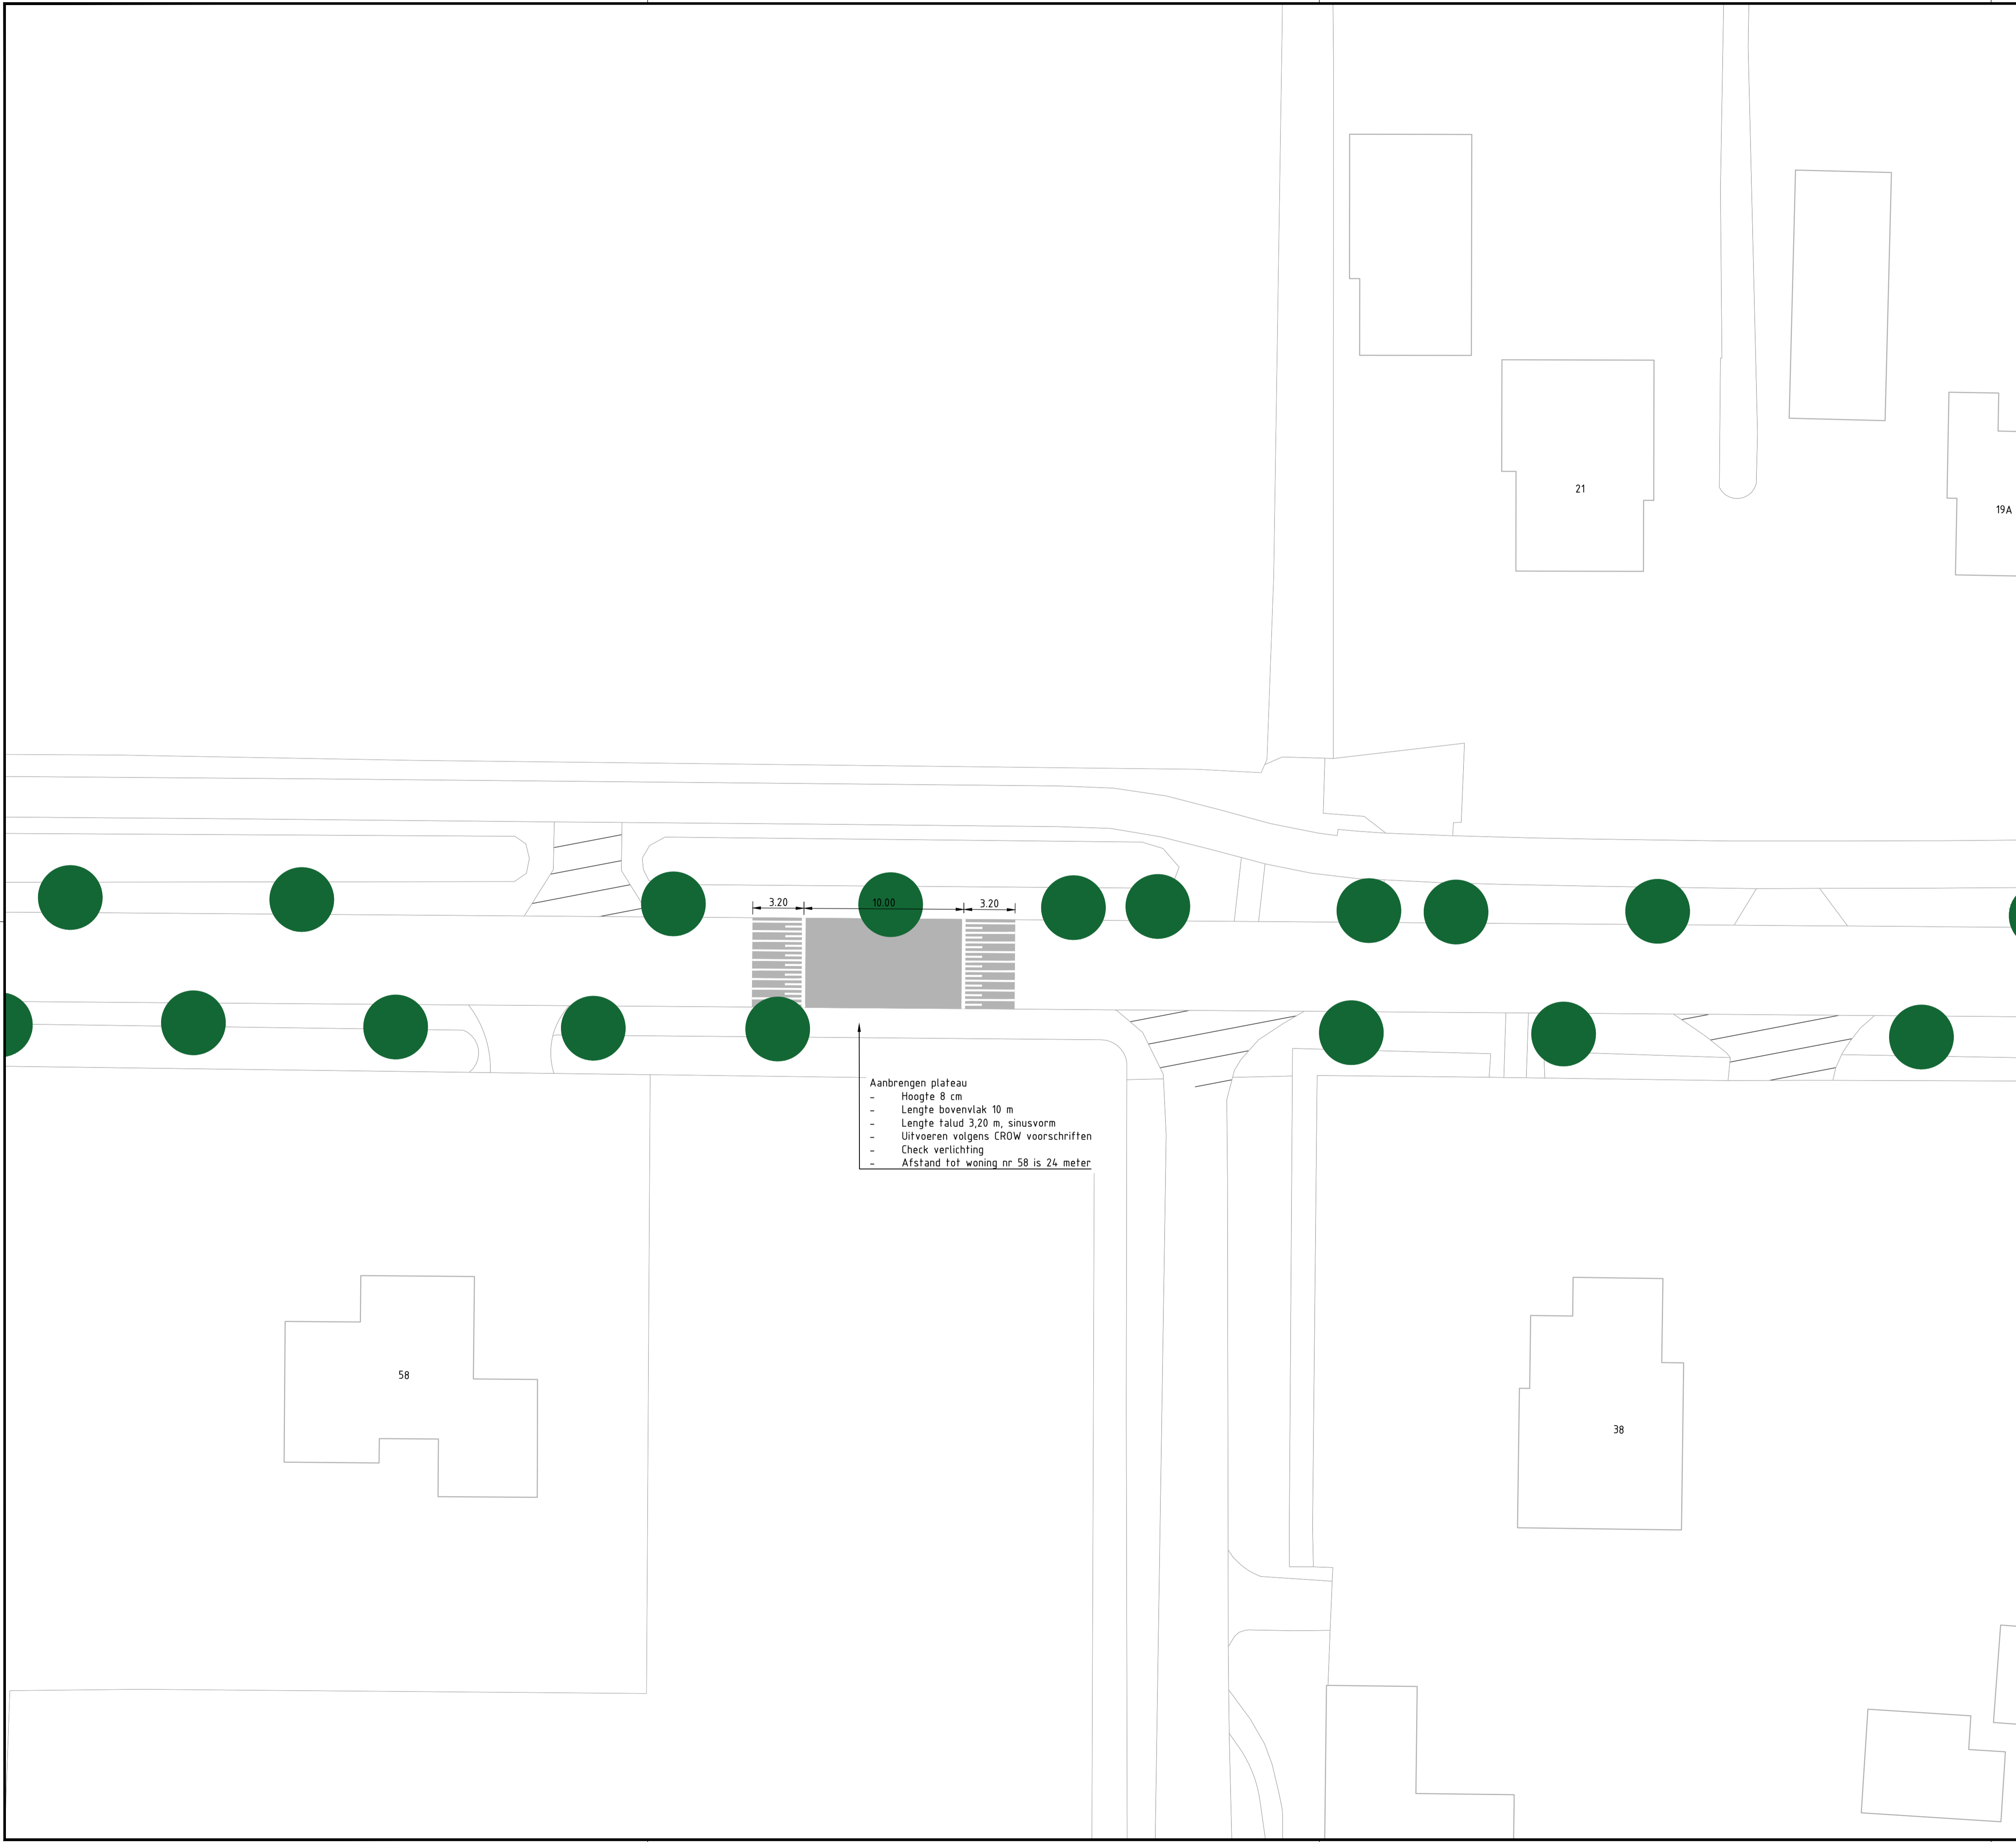 21
19A
3.20 10.00 3.20
Aanbrengen plateau
- Hoogte 8 cm
- Lengte bovenvlak 10 m
- Lengte talud 3,20 m, sinusvorm
- Uitvoeren volgens CROW voorschriften
- Check verlichting
- Afstand tot woning nr 58 is 24 meter
58
38